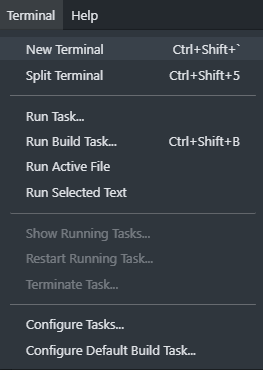 Terminal Help
New Terminal Ctrl+Shift+`
Split Terminal Ctrl+Shift+5
Run Task...
Run Build Task... Ctrl+Shift+B
Run Active File
Run Selected Text
Show Running Tasks...
Restart Running Task...
Terminate Task...
Configure Tasks...
Configure Default Build Task...